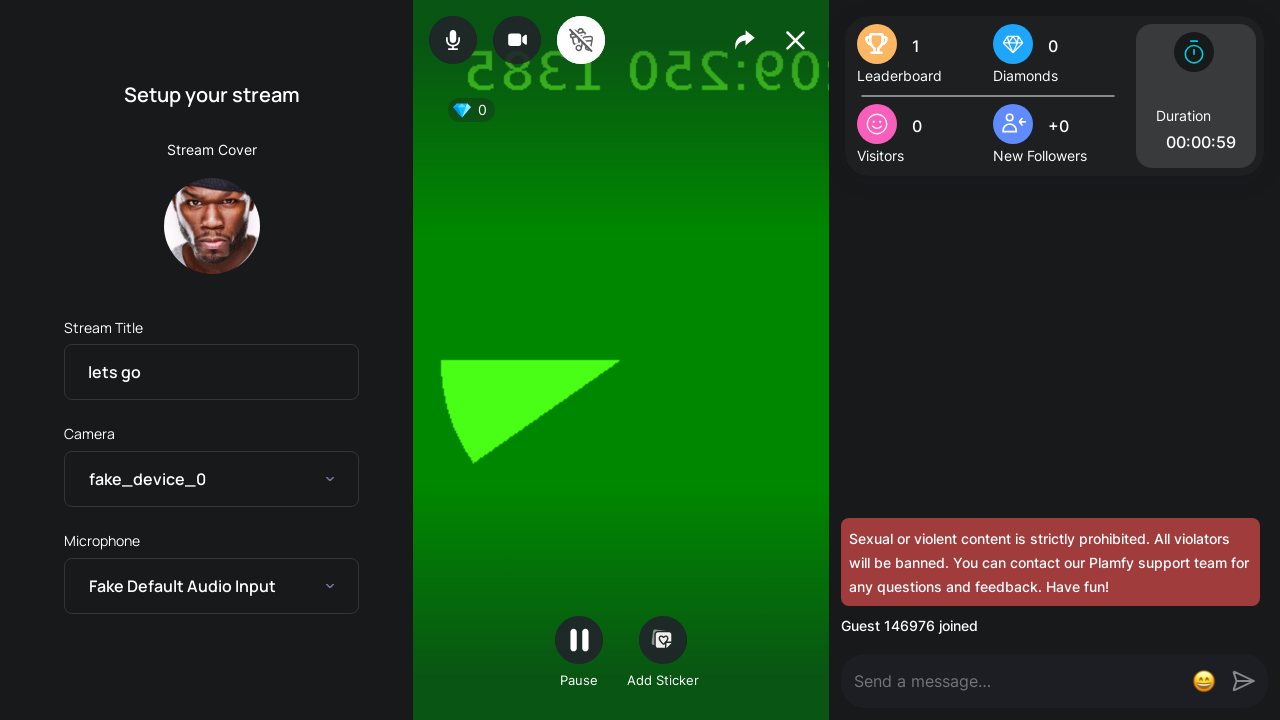 Setup your stream
Stream Cover
Stream Title
lets go
Camera
fake_device_0
Microphone
Fake Default Audio Input
:09:250 1385
0
Pause
Add Sticker
1
Leaderboard
0
Diamonds
0
Visitors
+0
New Followers
Duration
00:00:59
Sexual or violent content is strictly prohibited. All violators
will be banned. You can contact our Plamfy support team for
any questions and feedback. Have fun!
Guest 146976 joined
Send a message...